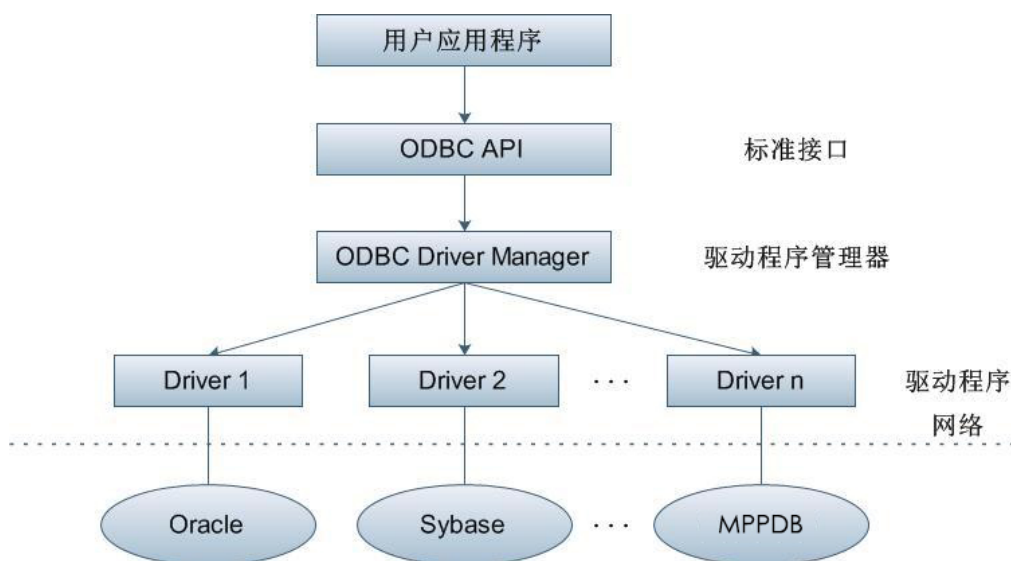 用户应用程序
ODBC API
标准接口
ODBC Driver Manager
驱动程序管理器
Driver 1
Driver 2
···
Driver n
驱动程序
网络
Oracle
Sybase
···
MPPDB